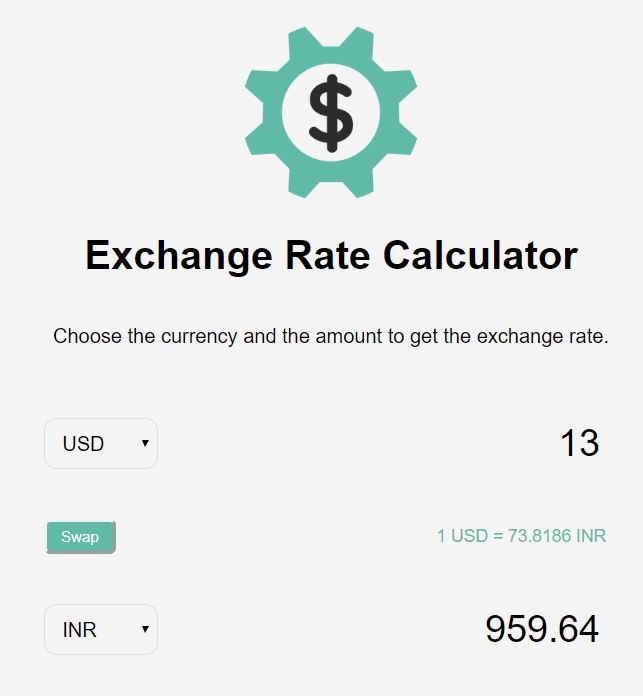 $
Exchange Rate Calculator
Choose the currency and the amount to get the exchange rate.
USD 13
Swap 1 USD = 73.8186 INR
INR 959.64